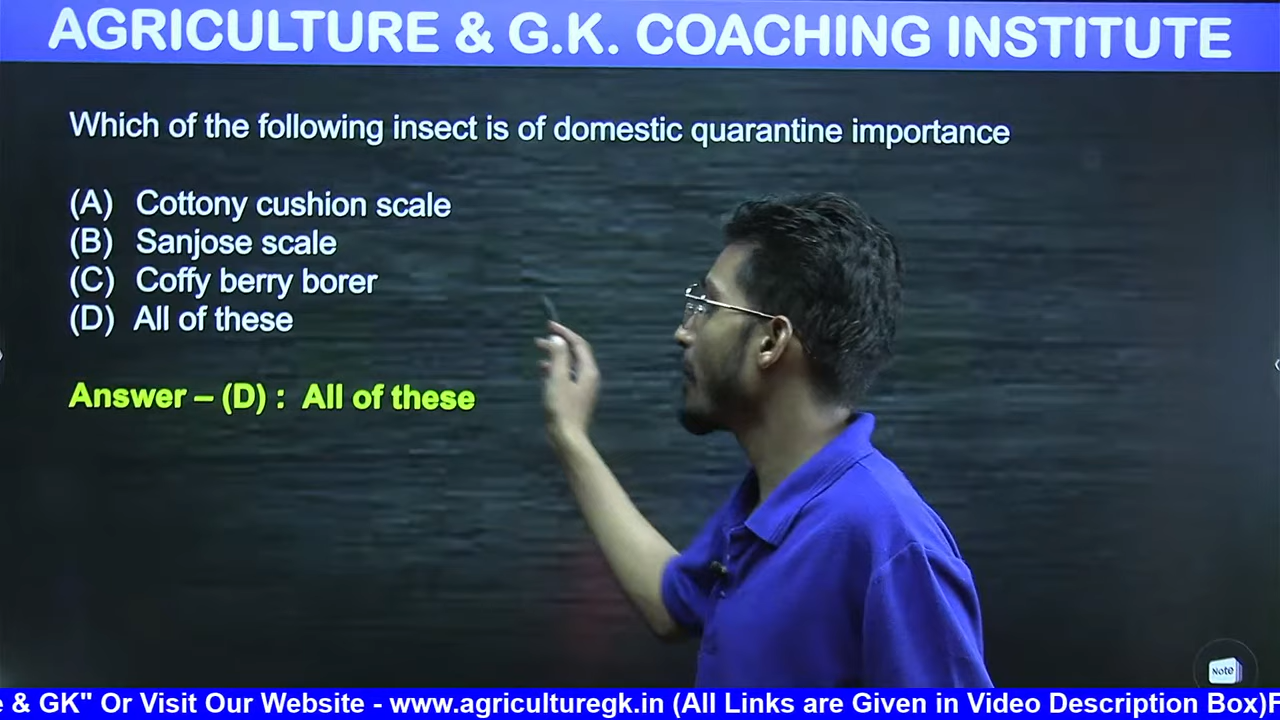 AGRICULTURE & G.K. COACHING INSTITUTE
Which of the following insect is of domestic quarantine importance
(A) Cottony cushion scale
(B) Sanjose scale
(C) Coffy berry borer
(D) All of these
Answer – (D) : All of these
Note
& GK" Or Visit Our Website - www.agriculturegk.in (All Links are Given in Video Description Box)